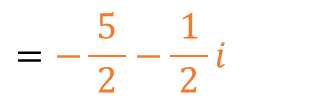 = − 5/2 − 1/2 i